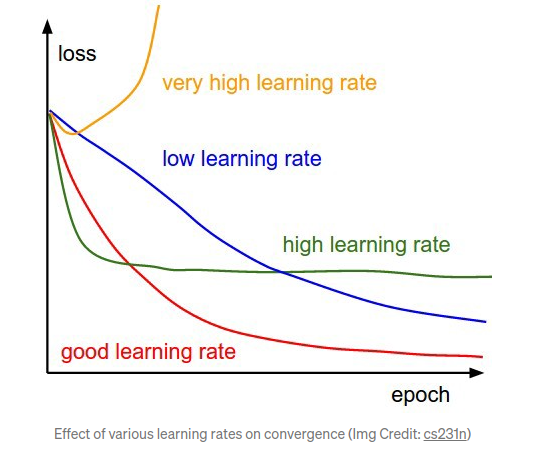 loss
very high learning rate
low learning rate
high learning rate
good learning rate
epoch
Effect of various learning rates on convergence (Img Credit: cs231n)